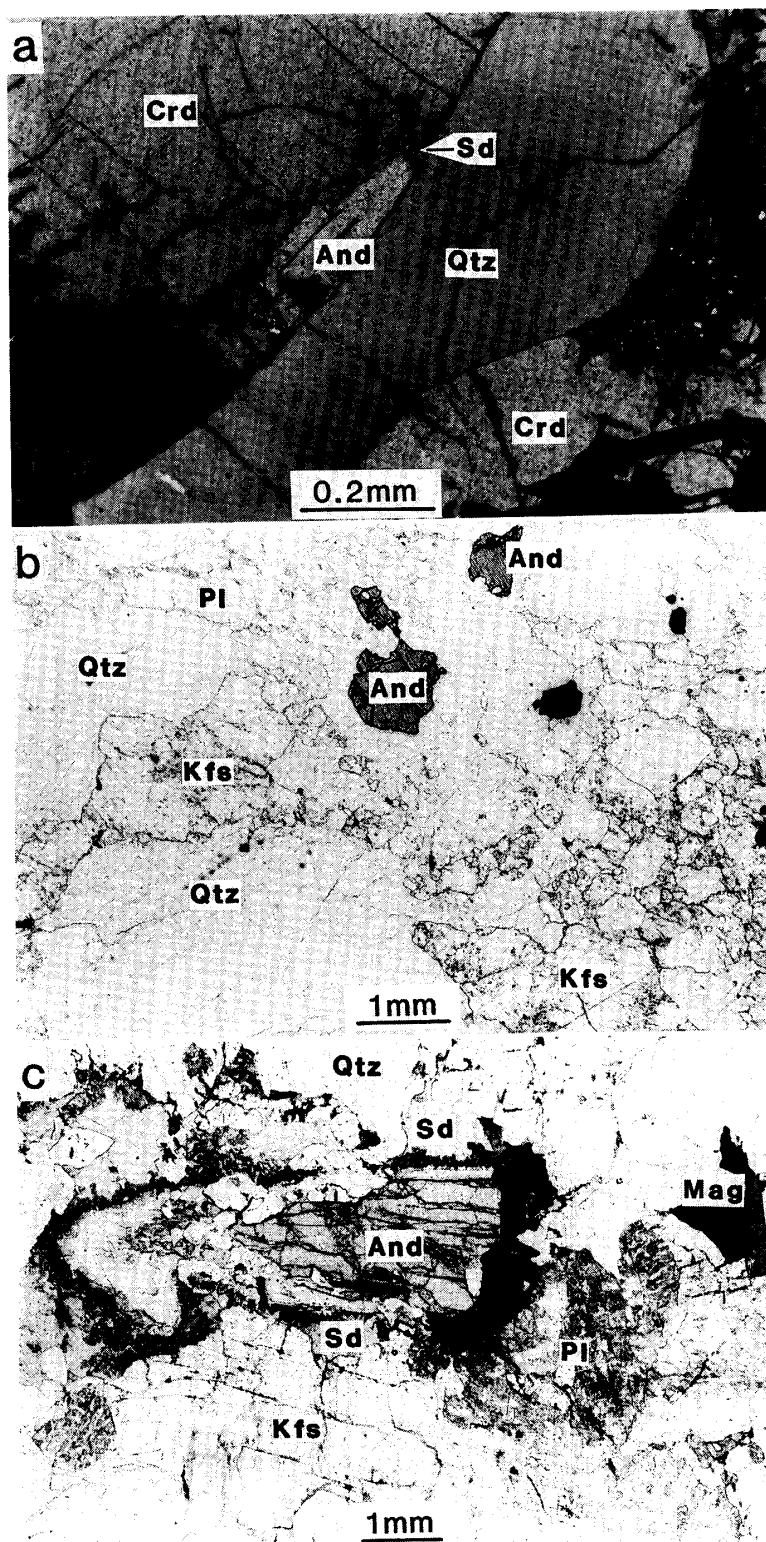 a
Crd
Sd
And
Qtz
Crd
0.2mm
b
And
Pl
Qtz
And
Kfs
Qtz
Kfs
1mm
c
Qtz
Sd
Mag
And
Sd
Pl
Kfs
1mm